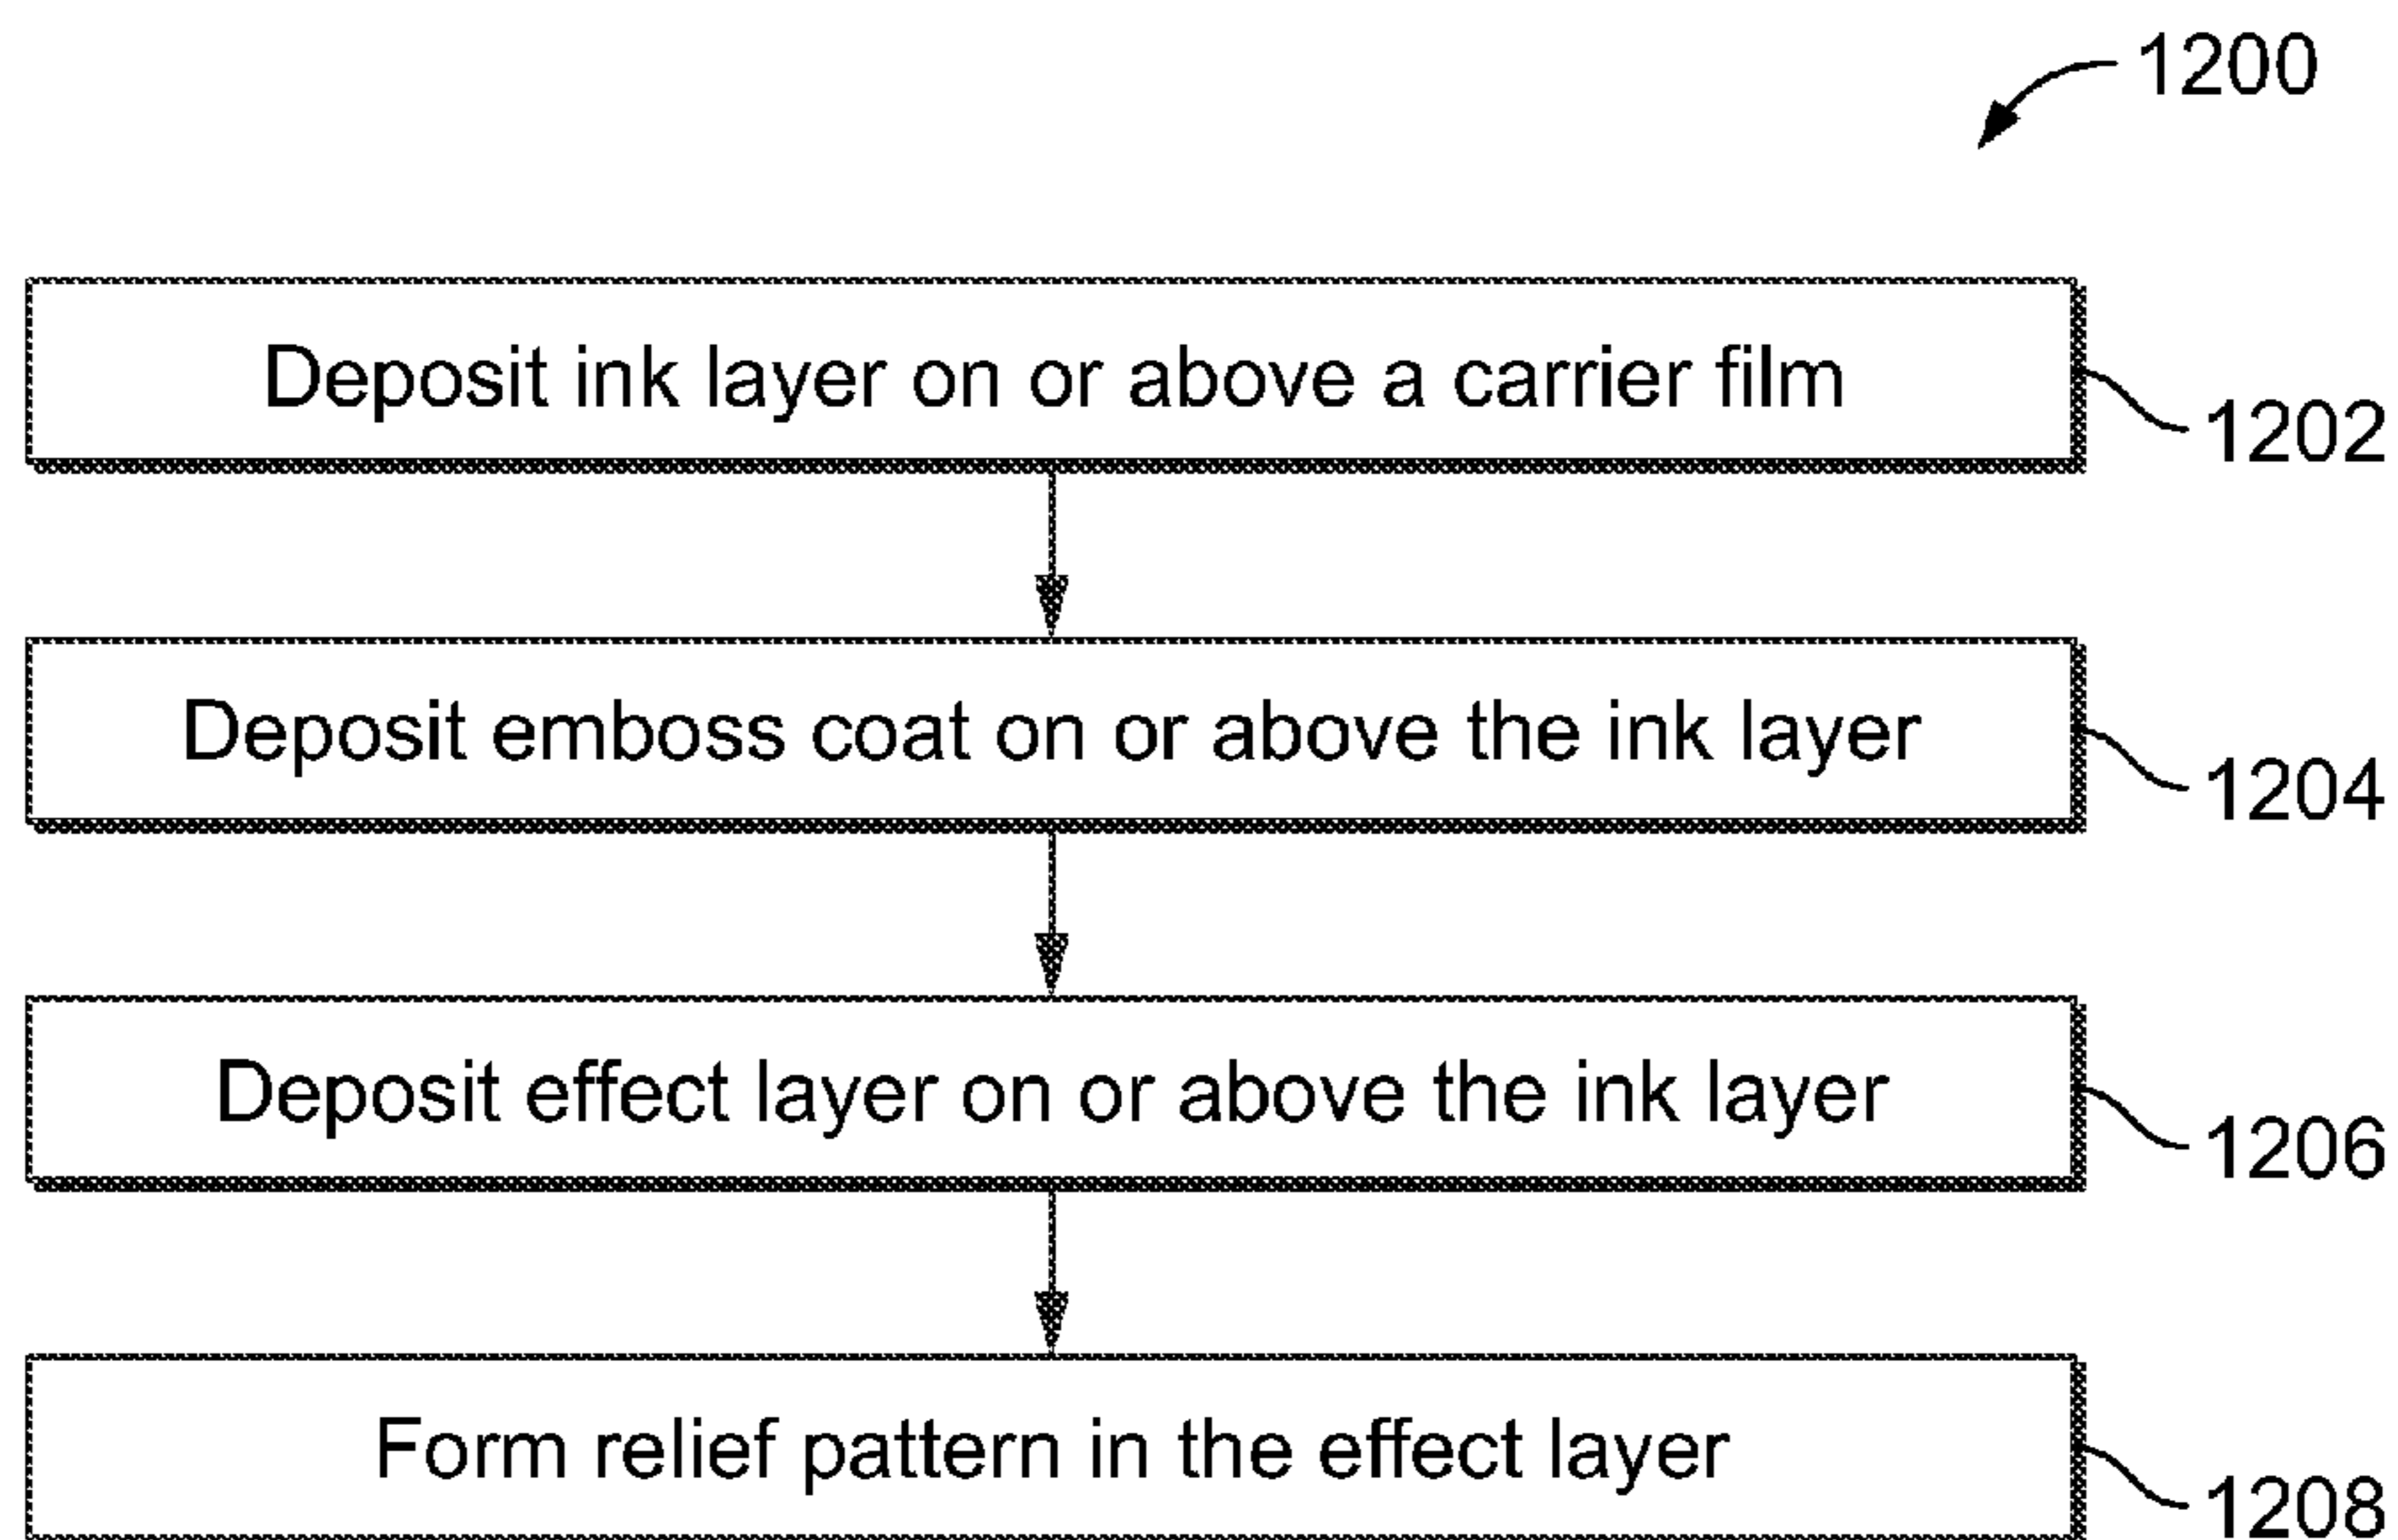 1200
Deposit ink layer on or above a carrier film
1202
Deposit emboss coat on or above the ink layer
1204
Deposit effect layer on or above the ink layer
1206
Form relief pattern in the effect layer
1208